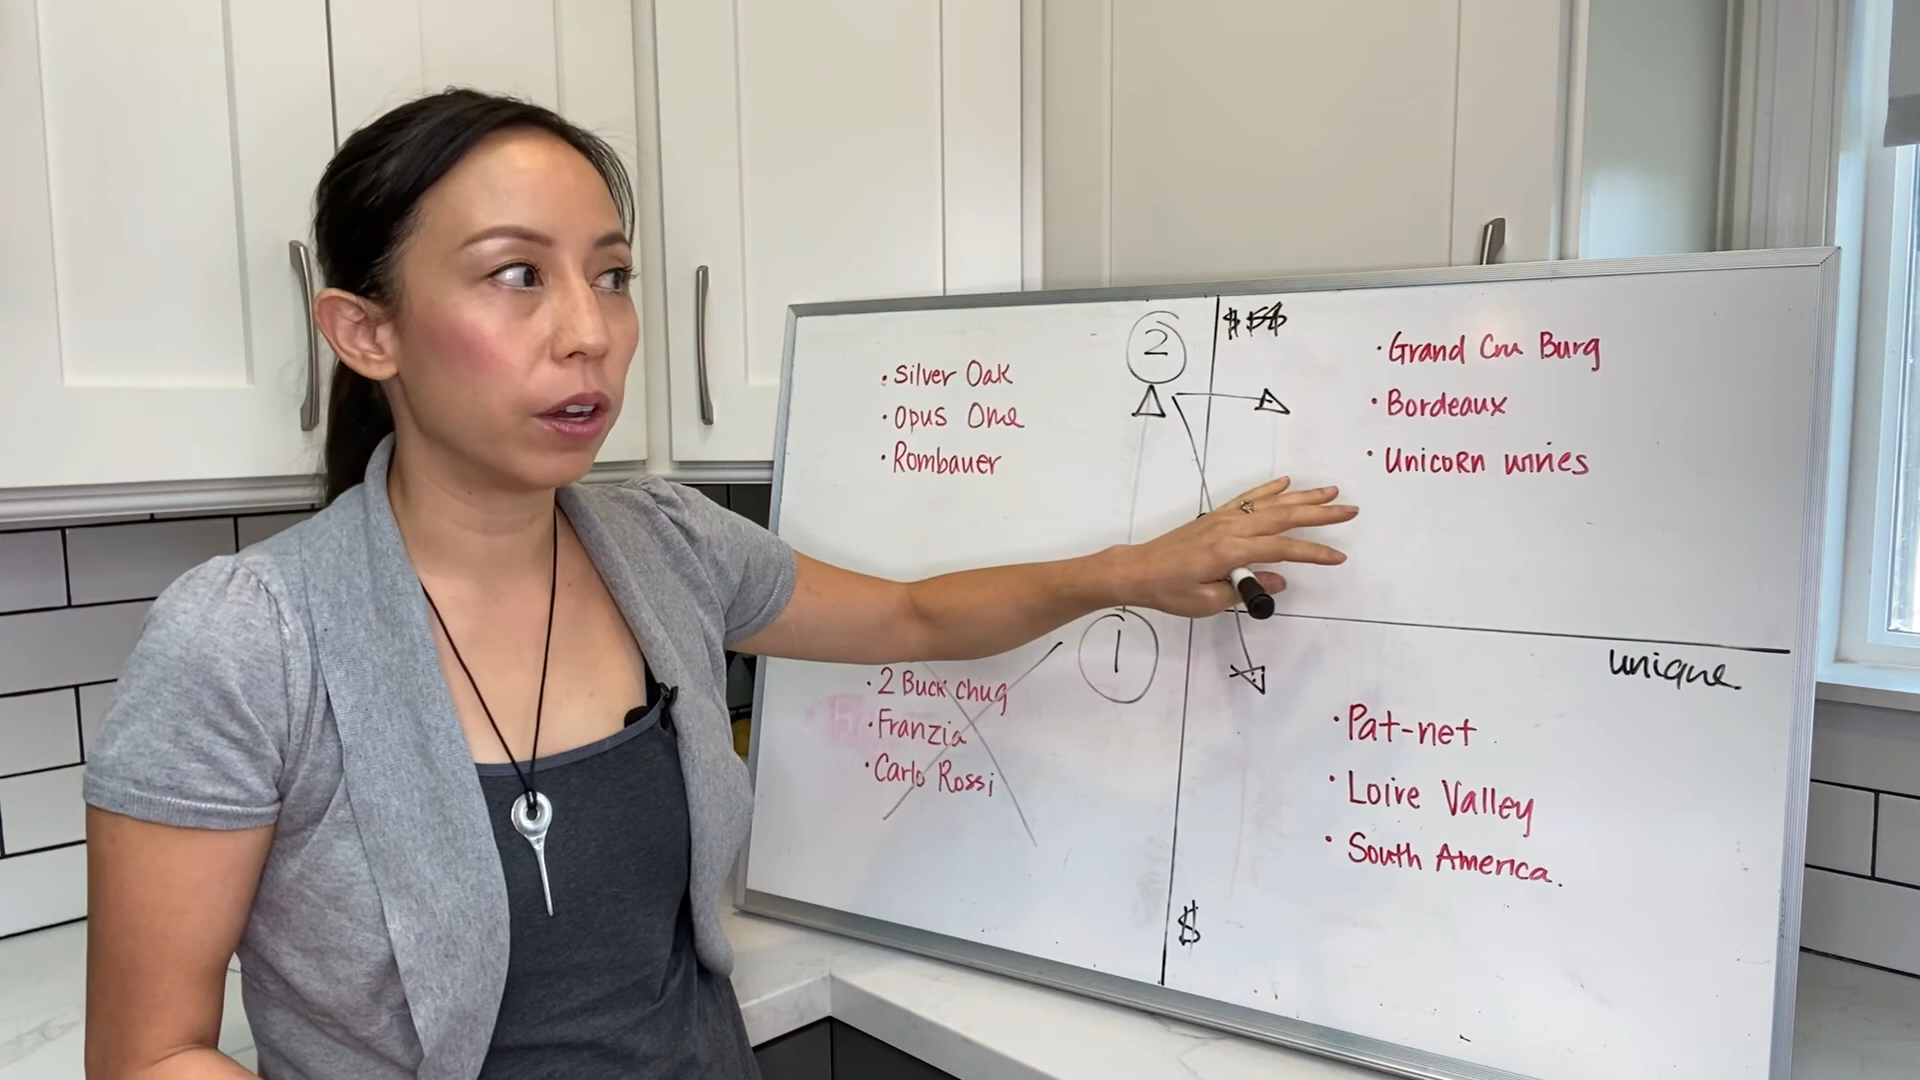 2
$$$
• Silver Oak
• Opus One
• Rombauer
• Grand Cru Burg
• Bordeaux
• Unicorn wines
1
unique
• 2 Buck chug
• Franzia
• Carlo Rossi
• Pat-net
• Loire Valley
• South America.
$